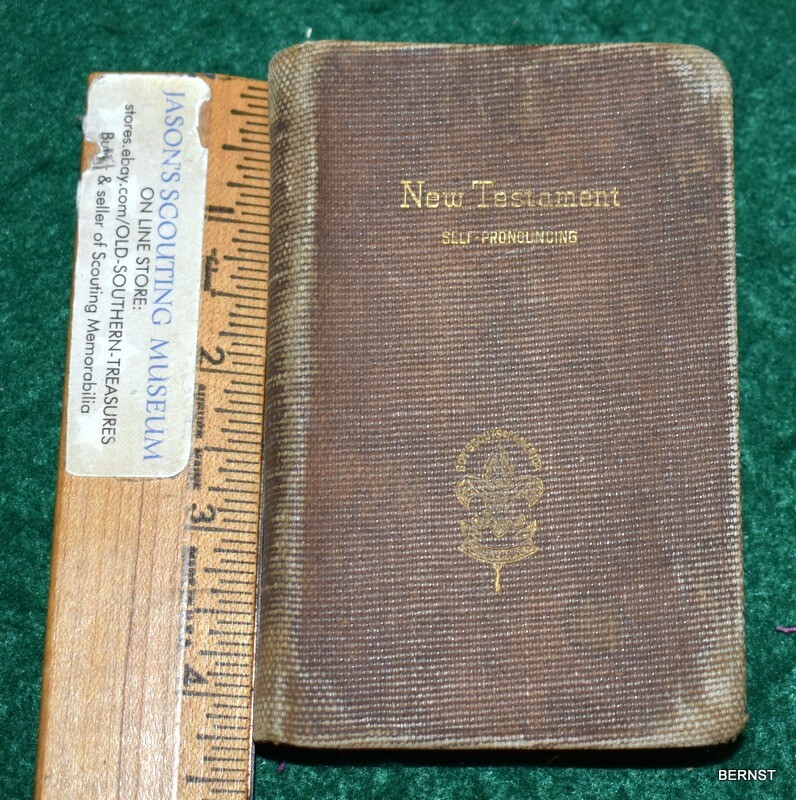 JASON'S SCOUTING MUSEUM
ON LINE STORE:
stores.ebay.com/OLD-SOUTHERN-TREASURES
& seller of Scouting Memorabilia
1
2
3
4
New Testament
SELF-PRONOUNCING
BERNST